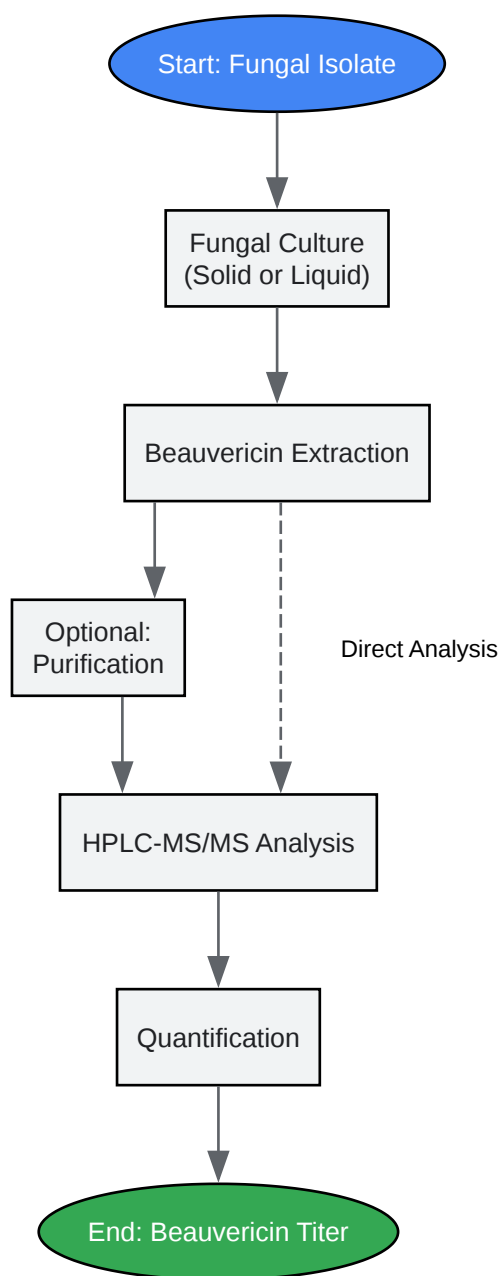 Start: Fungal Isolate
Fungal Culture
(Solid or Liquid)
Beauvericin Extraction
Optional:
Purification
Direct Analysis
HPLC-MS/MS Analysis
Quantification
End: Beauvericin Titer